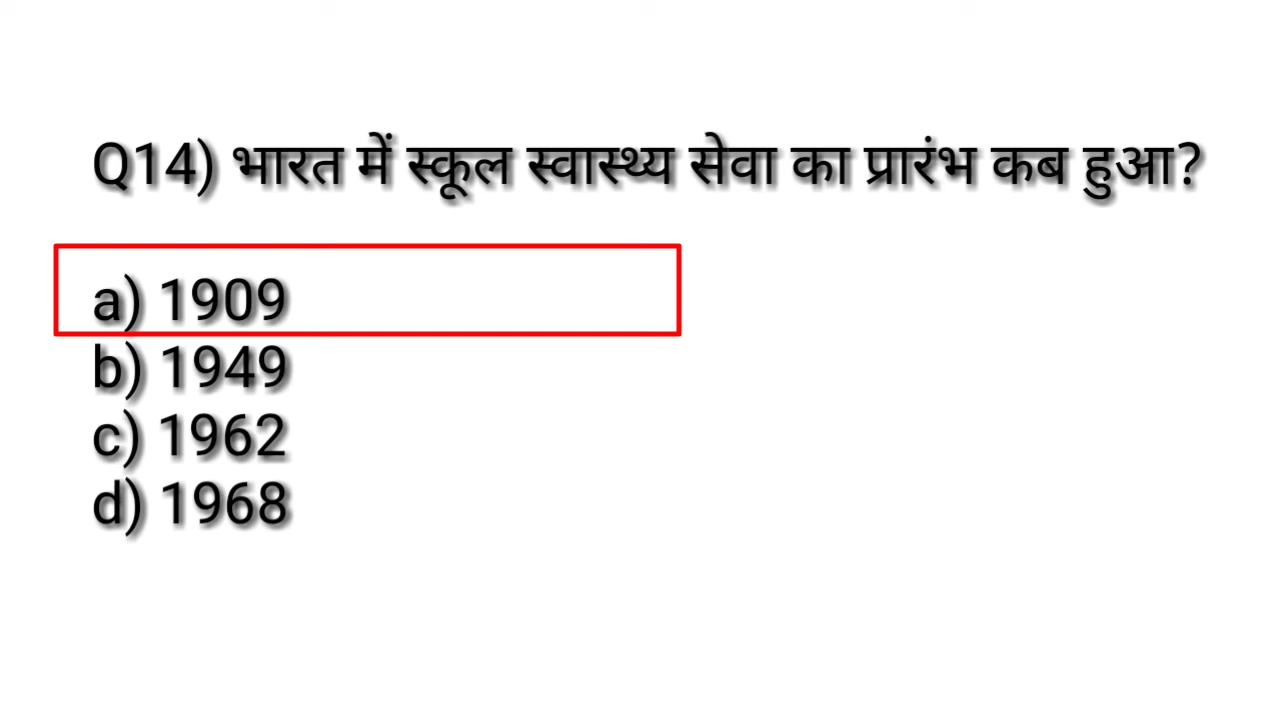 Q14) भारत में स्कूल स्वास्थ्य सेवा का प्रारंभ कब हुआ?
a) 1909
b) 1949
c) 1962
d) 1968